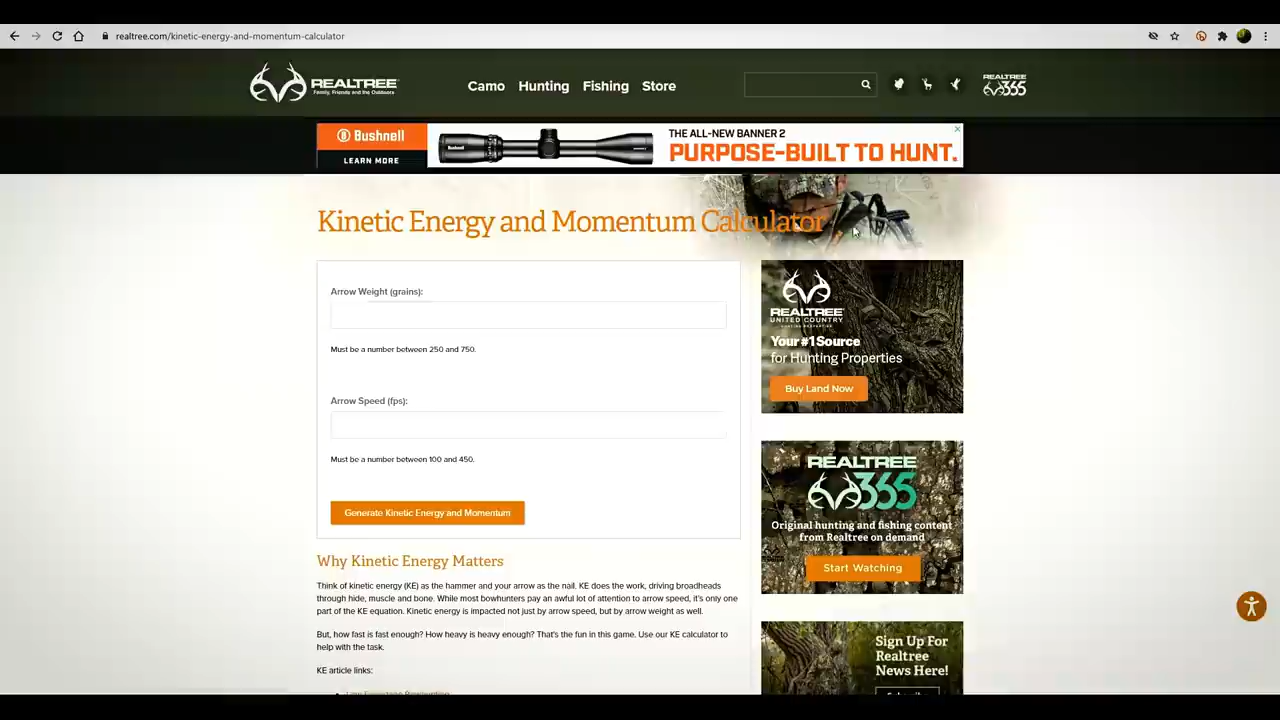 realtree.com/kinetic-energy-and-momentum-calculator
REALTREE
Family, Friends and the Outdoors
Camo Hunting Fishing Store
REALTREE
365
Bushnell
LEARN MORE
Bushnell
THE ALL-NEW BANNER 2
PURPOSE-BUILT TO HUNT.
Kinetic Energy and Momentum Calculator
Arrow Weight (grains):
Must be a number between 250 and 750.
Arrow Speed (fps):
Must be a number between 100 and 450.
Generate Kinetic Energy and Momentum
Why Kinetic Energy Matters
Think of kinetic energy (KE) as the hammer and your arrow as the nail. KE does the work, driving broadheads
through hide, muscle and bone. While most bowhunters pay an awful lot of attention to arrow speed, it's only one
part of the KE equation. Kinetic energy is impacted not just by arrow speed, but by arrow weight as well.
But, how fast is fast enough? How heavy is heavy enough? That's the fun in this game. Use our KE calculator to
help with the task.
KE article links:
REALTREE
UNITED COUNTRY
HUNTING PROPERTIES
Your #1 Source
for Hunting Properties
Buy Land Now
REALTREE
365
Original hunting and fishing content
from Realtree on demand
Start Watching
Sign Up For
Realtree
News Here!